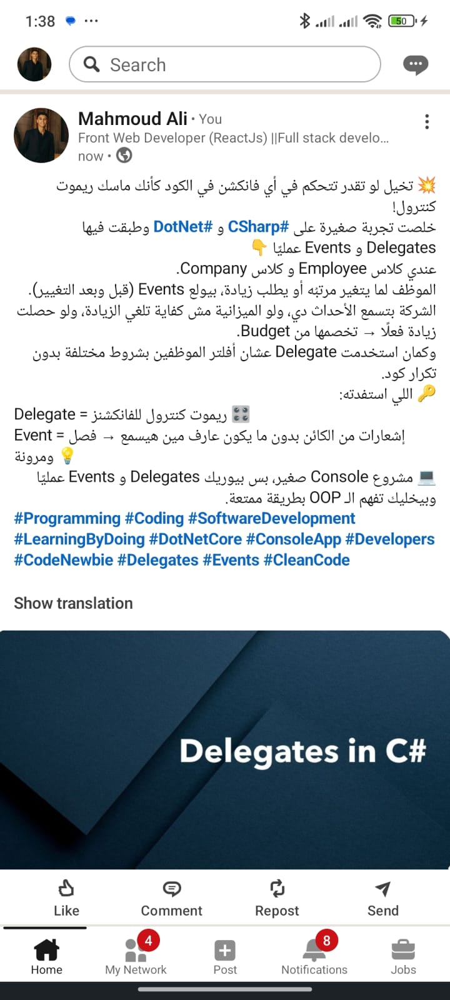 1:38
50
Search
Mahmoud Ali • You
Front Web Developer (ReactJs) ||Full stack develo...
now •
💥 تخيل لو تقدر تتحكم في أي فانكشن في الكود كأنك ماسك ريموت
كنترول!
خلصت تجربة صغيرة على #CSharp و #DotNet وطبقت فيها
Delegates و Events عمليًا 👇
عندي كلاس Employee و كلاس Company.
الموظف لما يتغير مرتبه أو يطلب زيادة، بيولع Events (قبل وبعد التغيير).
الشركة بتسمع الأحداث دي، ولو الميزانية مش كفاية تلغي الزيادة، ولو حصلت
زيادة فعلًا → تخصمها من Budget.
وكمان استخدمت Delegate عشان أفلتر الموظفين بشروط مختلفة بدون
تكرار كود.
🔑 اللي استفدته:
Delegate = ريموت كنترول للفانكشنز 🎛️
Event = إشعارات من الكائن بدون ما يكون عارف مين هيسمع → فصل
ومرونة 💡
💻 مشروع Console صغير، بس بيوريك Delegates و Events عمليًا
وبيخليك تفهم الـ OOP بطريقة ممتعة.
#Programming #Coding #SoftwareDevelopment
#LearningByDoing #DotNetCore #ConsoleApp #Developers
#CodeNewbie #Delegates #Events #CleanCode
Show translation
Delegates in C#
Like Comment Repost Send
4 8
Home My Network Post Notifications Jobs